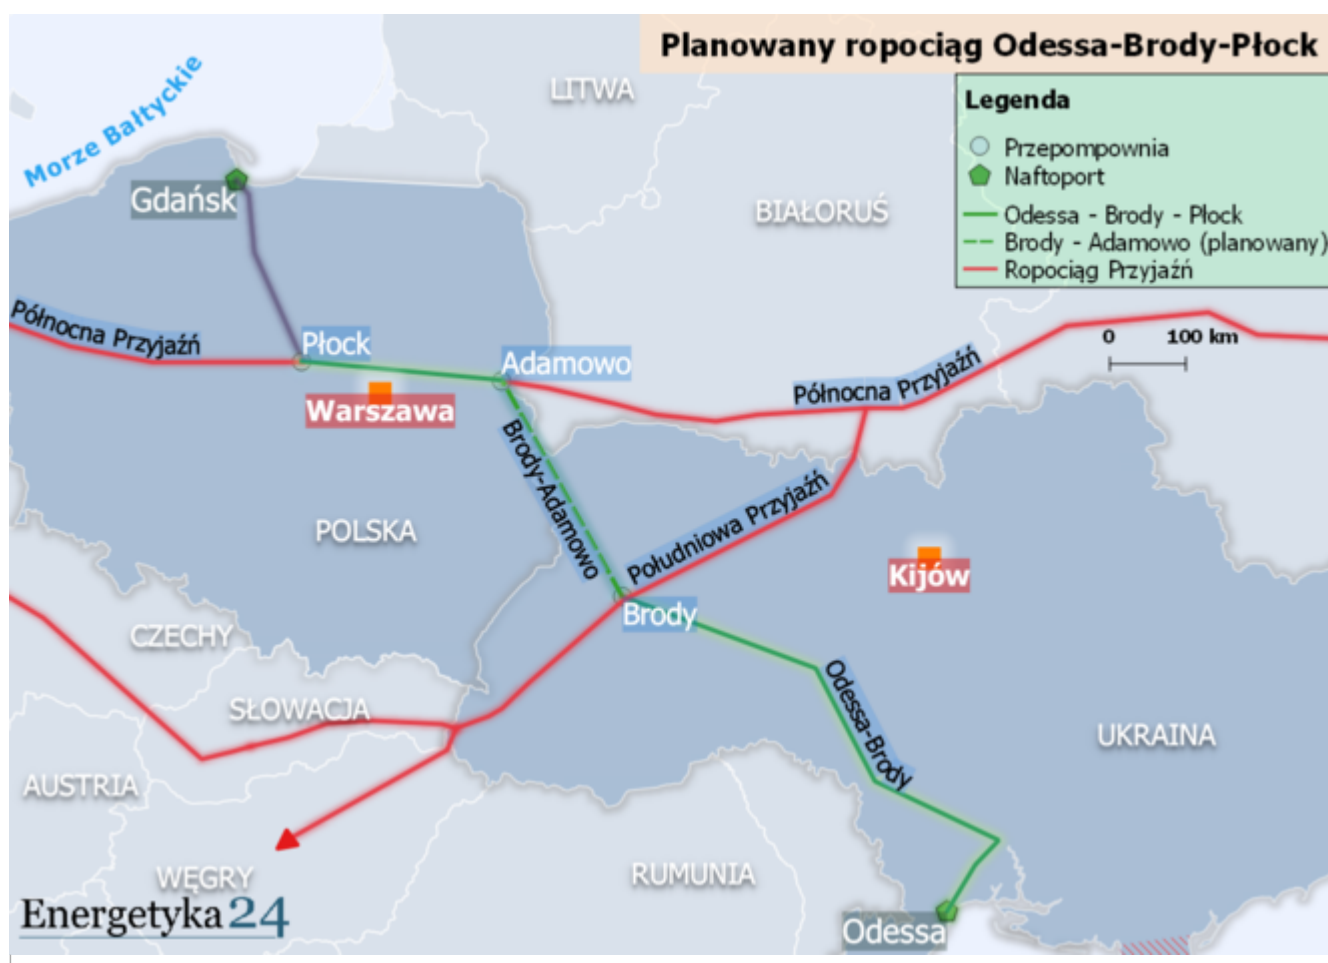 Planowany ropociąg Odessa-Brody-Płock
Legenda
Przepompownia
Naftoport
Odessa - Brody - Płock
Brody - Adamowo (planowany)
Ropociąg Przyjaźń
0 100 km
Morze Bałtyckie
LITWA
Gdańsk
BIAŁORUŚ
Północna Przyjaźń
Płock
Adamowo
Północna Przyjaźń
Warszawa
Brody-Adamowo
Południowa Przyjaźń
POLSKA
Kijów
Brody
CZECHY
SŁOWACJA
Odessa-Brody
UKRAINA
AUSTRIA
WĘGRY
RUMUNIA
Odessa
Energetyka24